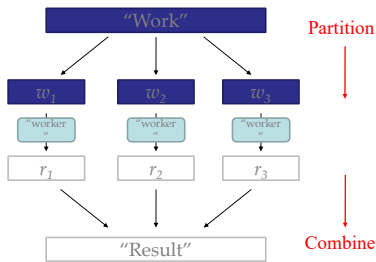 “Work”
Partition
w1
w2
w3
“worker
”
“worker
”
“worker
”
r1
r2
r3
“Result”
Combine